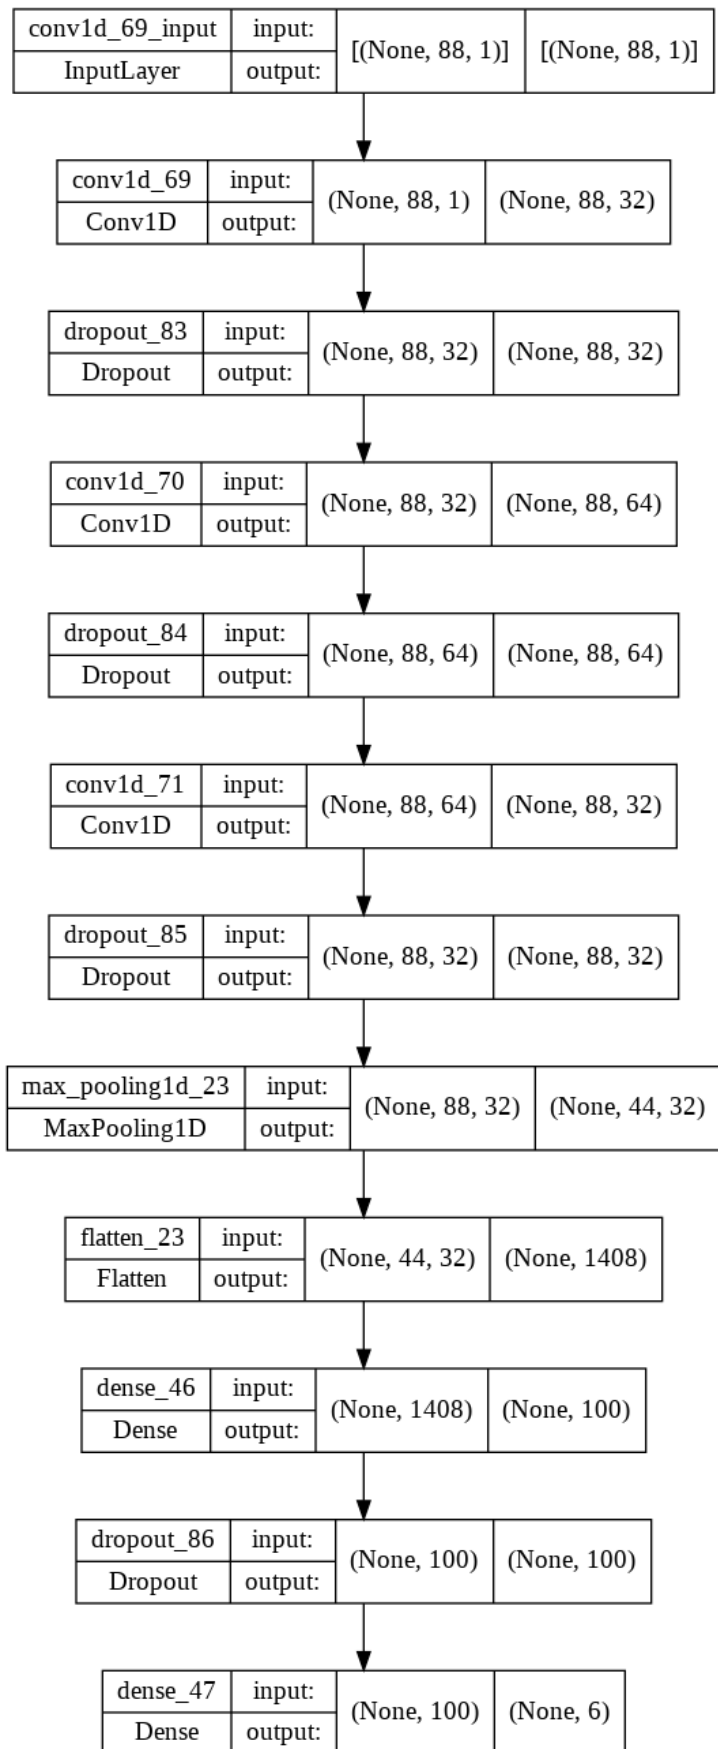 conv1d_69_input input: [(None, 88, 1)] [(None, 88, 1)]
InputLayer output:
conv1d_69 input: (None, 88, 1) (None, 88, 32)
Conv1D output:
dropout_83 input: (None, 88, 32) (None, 88, 32)
Dropout output:
conv1d_70 input: (None, 88, 32) (None, 88, 64)
Conv1D output:
dropout_84 input: (None, 88, 64) (None, 88, 64)
Dropout output:
conv1d_71 input: (None, 88, 64) (None, 88, 32)
Conv1D output:
dropout_85 input: (None, 88, 32) (None, 88, 32)
Dropout output:
max_pooling1d_23 input: (None, 88, 32) (None, 44, 32)
MaxPooling1D output:
flatten_23 input: (None, 44, 32) (None, 1408)
Flatten output:
dense_46 input: (None, 1408) (None, 100)
Dense output:
dropout_86 input: (None, 100) (None, 100)
Dropout output:
dense_47 input: (None, 100) (None, 6)
Dense output: